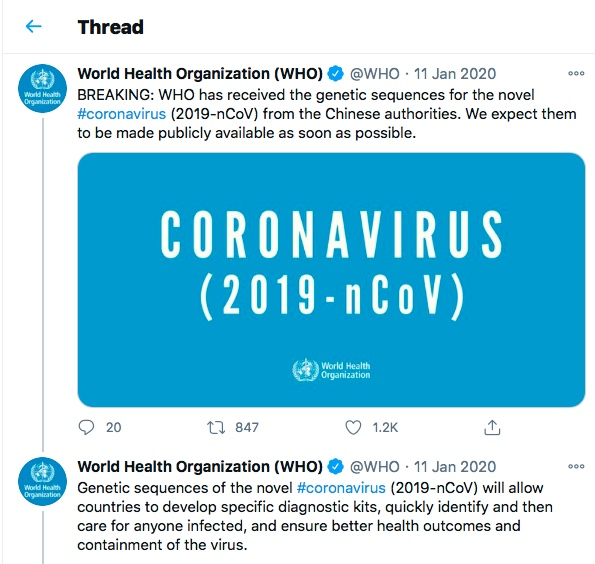 Thread
World Health Organization (WHO) @WHO · 11 Jan 2020
BREAKING: WHO has received the genetic sequences for the novel
#coronavirus (2019-nCoV) from the Chinese authorities. We expect them
to be made publicly available as soon as possible.
World Health
Organization
CORONAVIRUS
(2019-nCoV)
World Health
Organization
20 847 1.2K
World Health Organization (WHO) @WHO · 11 Jan 2020
Genetic sequences of the novel #coronavirus (2019-nCoV) will allow
countries to develop specific diagnostic kits, quickly identify and then
care for anyone infected, and ensure better health outcomes and
containment of the virus.
World Health
Organization